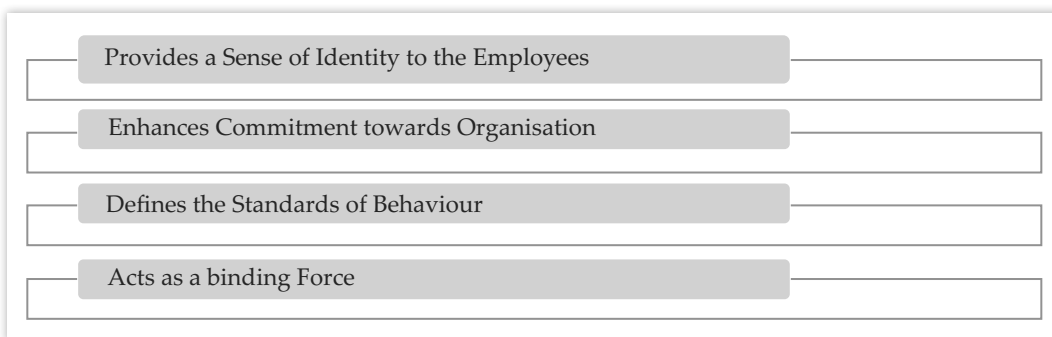 Provides a Sense of Identity to the Employees
Enhances Commitment towards Organisation
Defines the Standards of Behaviour
Acts as a binding Force